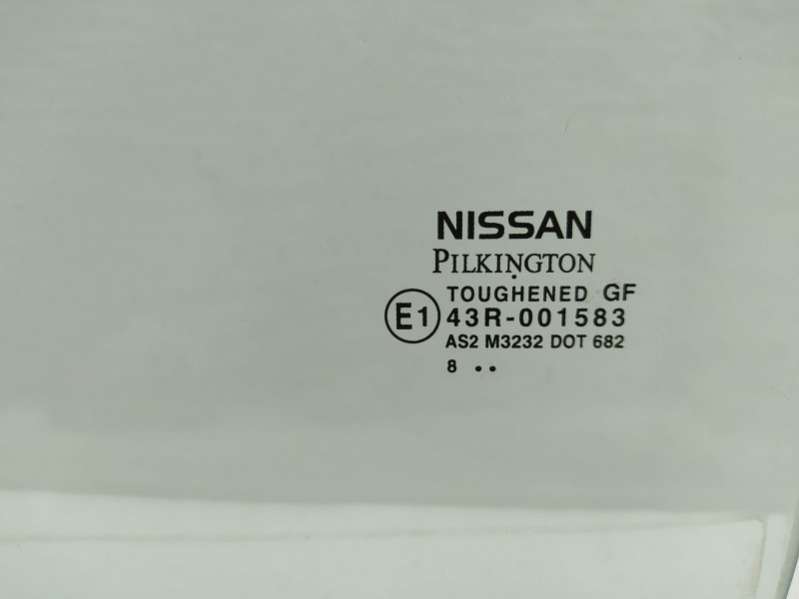 NISSAN
PILKINGTON
TOUGHENED GF
E1 43R-001583
AS2 M3232 DOT 682
8 ..